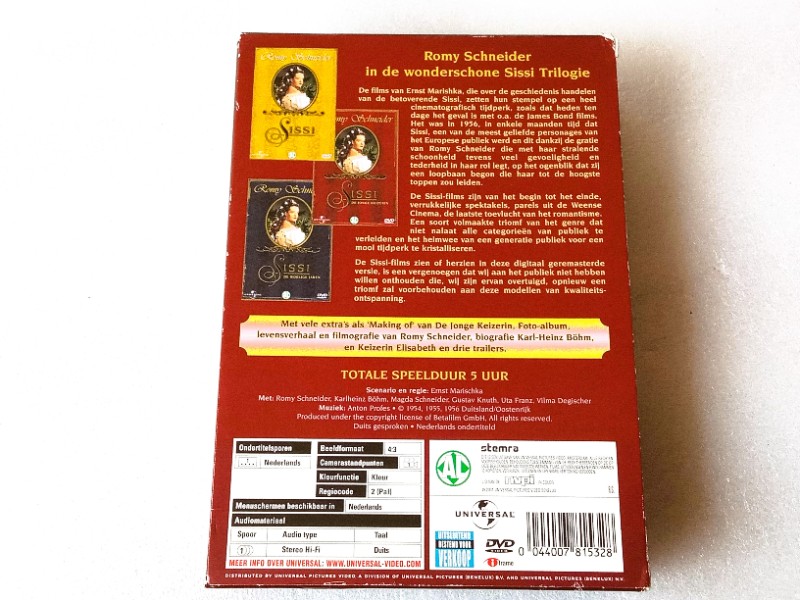 Romy Schneider
in de wonderschone Sissi Trilogie
De films van Ernst Marishka, die over de geschiedenis handelen
van de betoverende Sissi, zetten hun stempel op een heel
cinematografisch tijdperk, zoals dat heden ten
dage het geval is met o.a. de James Bond films.
Het was in 1956, in enkele maanden tijd dat
Sissi, een van de meest geliefde personages van
het Europese publiek werd en dit dankzij de gratie
van Romy Schneider die met haar stralende
schoonheid tevens veel gevoeligheid en
tederheid in haar rol legt, op het ogenblik dat zij
een loopbaan begon die haar tot de hoogste
toppen zou leiden.
De Sissi-films zijn van het begin tot het einde,
verrukkelijke spektakels, parels uit de Weense
Cinema, de laatste toevlucht van het romantisme.
Een soort volmaakte triomf van het genre dat
niet nalaat alle categorieën van publiek te
verleiden en het heimwee van een generatie publiek voor een
mooi tijdperk te kristalliseren.
De Sissi-films zien of herzien in deze digitaal geremasterde
versie, is een vergenoegen dat wij aan het publiek niet hebben
willen onthouden die, wij zijn ervan overtuigd, opnieuw een
triomf zal voorbehouden aan deze modellen van kwaliteits-
ontspanning.
Romy Schneider
Sissi
Romy Schneider
Sissi
Romy Schneider
Sissi
Met vele extra's als 'Making of' van De Jonge Keizerin, Foto-album,
levensverhaal en filmografie van Romy Schneider, biografie Karl-Heinz Böhm,
en Keizerin Elisabeth en drie trailers.
TOTALE SPEELDUUR 5 UUR
Scenario en regie: Ernst Marischka
Met: Romy Schneider, Karlheinz Böhm, Magda Schneider, Gustav Knuth, Uta Franz, Vilma Degischer
Muziek: Anton Profes • © 1954, 1955, 1956 Duitsland/Oostenrijk
Produced under the copyright license of Betafilm GmbH. All rights reserved.
Duits gesproken • Nederlands ondertiteld
Ondertitelsporen
Nederlands
Beeldformaat 4:3
Camerastandpunten
Kleurfunctie Kleur
Regiocode 2 (Pal)
Menuschermen beschikbaar in Nederlands
Audiomateriaal
Spoor Audio type Taal
Stereo Hi-Fi Duits
MEER INFO OVER UNIVERSAL: WWW.UNIVERSAL-VIDEO.COM
AL
stemra
nvpi
UNIVERSAL
UITSLUITEND
BESTEMD VOOR
VERKOOP
DVD
VIDEO
1frame
0 044007 815328
DISTRIBUTED BY UNIVERSAL PICTURES VIDEO A DIVISION OF UNIVERSAL PICTURES (BENELUX) B.V. AND UNIVERSAL PICTURES (BENELUX) N.V.